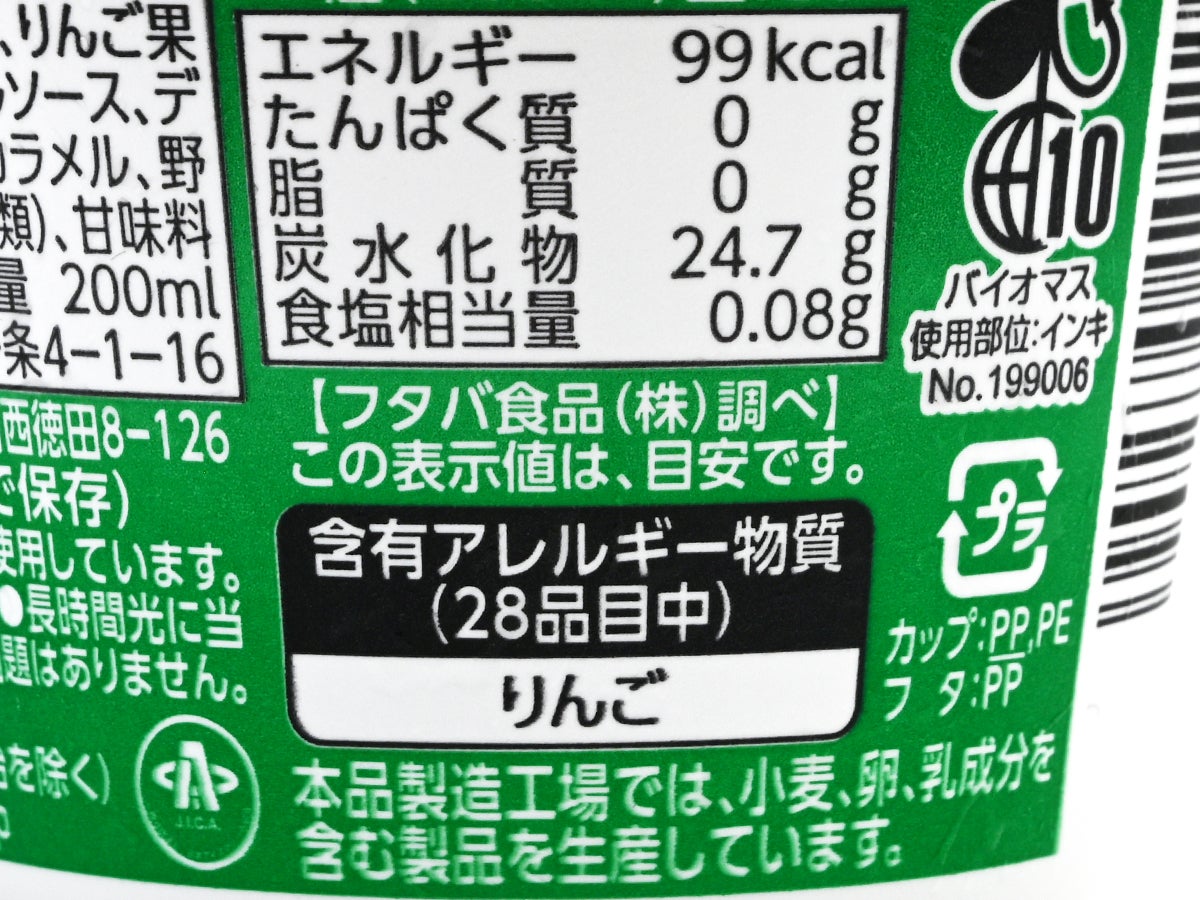 、りんご果
ソース、デ
カラメル、野
類)、甘味料
量 200ml
条4-1-16
西徳田8-126
で保存)
使用しています。
●長時間光に当
題はありません。
を除く)
J.I.C.A.
エネルギー 99kcal
たんぱく質 0 g
脂質 0 g
炭水化物 24.7 g
食塩相当量 0.08g
【フタバ食品(株)調べ】
この表示値は、目安です。
含有アレルギー物質
(28品目中)
りんご
本品製造工場では、小麦、卵、乳成分を
含む製品を生産しています。
10
バイオマス
使用部位:インキ
No.199006
プラ
カップ:PP,PE
フタ:PP